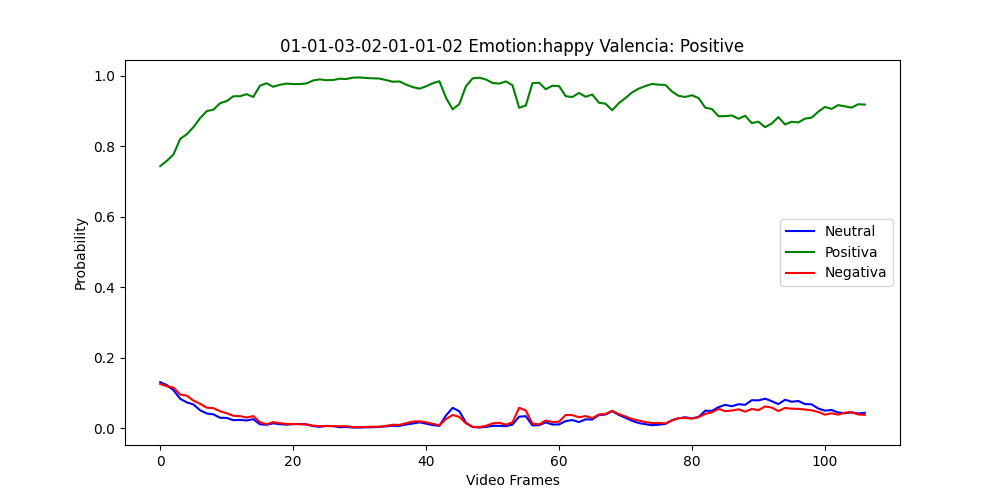 01-01-03-02-01-01-02 Emotion:happy Valencia: Positive
Probability
1.0
0.8
0.6
0.4
0.2
0.0
Neutral
Positiva
Negativa
0 20 40 60 80 100
Video Frames